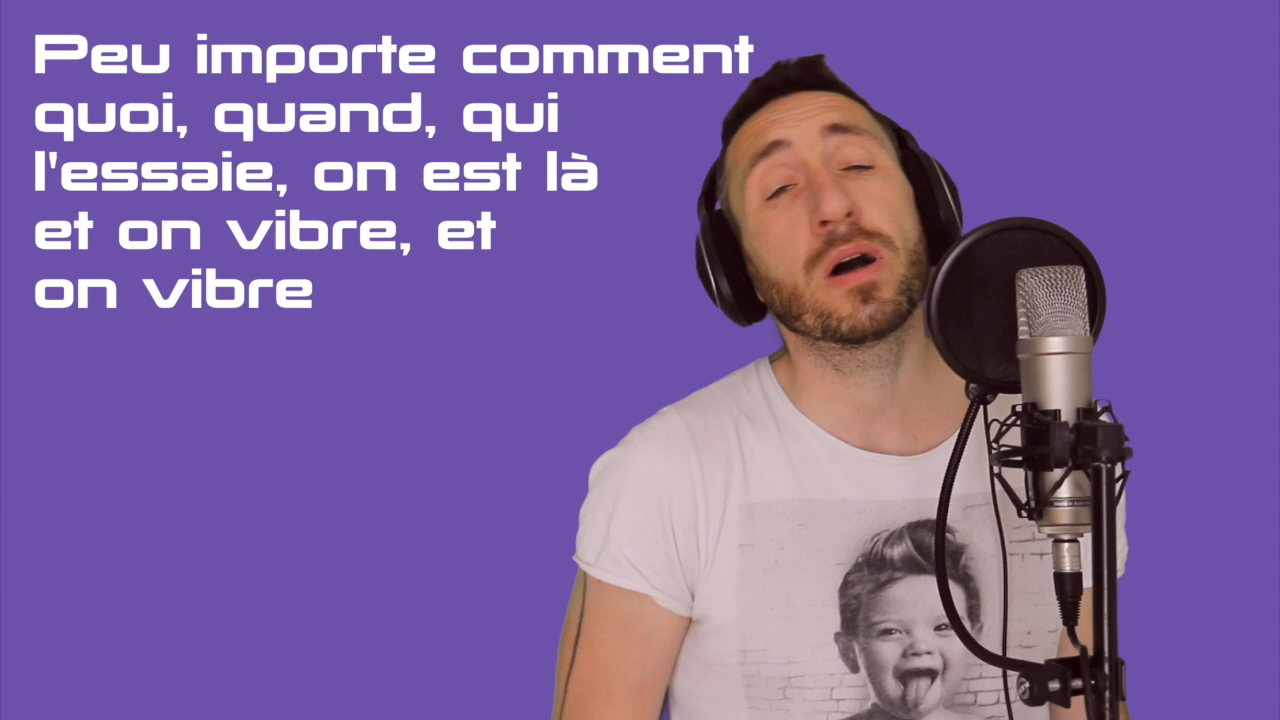 Peu importe comment
quoi, quand, qui
l'essaie, on est là
et on vibre, et
on vibre